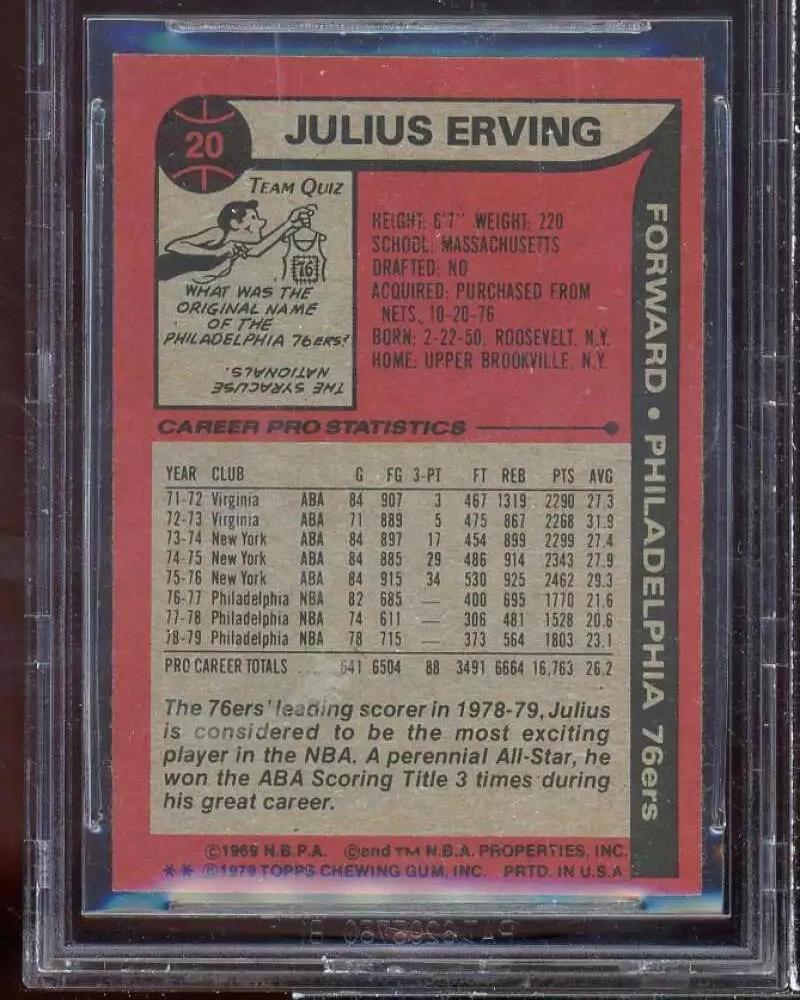 20
JULIUS ERVING
TEAM QUIZ
76
WHAT WAS THE
ORIGINAL NAME
OF THE
PHILADELPHIA 76ERS?
THE SYRACUSE
NATIONALS.
HEIGHT: 6'7" WEIGHT: 220
SCHOOL: MASSACHUSETTS
DRAFTED: NO
ACQUIRED: PURCHASED FROM
NETS, 10-20-76
BORN: 2-22-50, ROOSEVELT, N.Y.
HOME: UPPER BROOKVILLE, N.Y.
FORWARD • PHILADELPHIA 76ers
CAREER PRO STATISTICS
YEAR CLUB G FG 3-PT FT REB PTS AVG
71-72 Virginia ABA 84 907 3 467 1319 2290 27.3
72-73 Virginia ABA 71 889 5 475 867 2268 31.9
73-74 New York ABA 84 897 17 454 899 2299 27.4
74-75 New York ABA 84 885 29 486 914 2343 27.9
75-76 New York ABA 84 915 34 530 925 2462 29.3
76-77 Philadelphia NBA 82 685 — 400 695 1770 21.6
77-78 Philadelphia NBA 74 611 — 306 481 1528 20.6
78-79 Philadelphia NBA 78 715 — 373 564 1803 23.1
PRO CAREER TOTALS .... 641 6504 88 3491 6664 16,763 26.2
The 76ers' leading scorer in 1978-79, Julius
is considered to be the most exciting
player in the NBA. A perennial All-Star, he
won the ABA Scoring Title 3 times during
his great career.
©1969 N.B.P.A. ©and TM N.B.A. PROPERTIES, INC.
** ©1979 TOPPS CHEWING GUM, INC. PRTD. IN U.S.A